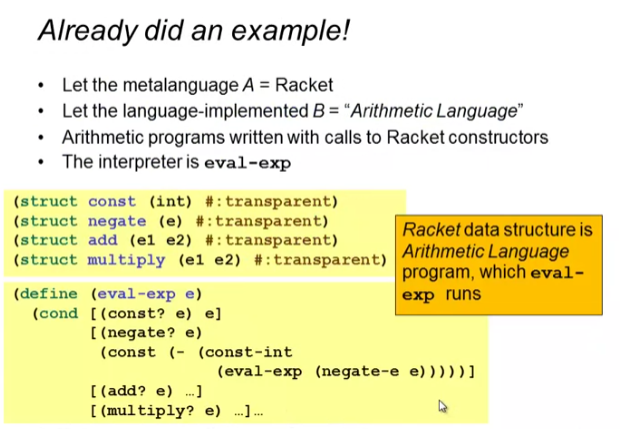 Already did an example!
• Let the metalanguage A = Racket
• Let the language-implemented B = “Arithmetic Language”
• Arithmetic programs written with calls to Racket constructors
• The interpreter is eval-exp
(struct const (int) #:transparent)
(struct negate (e) #:transparent)
(struct add (e1 e2) #:transparent)
(struct multiply (e1 e2) #:transparent)
Racket data structure is
Arithmetic Language
program, which eval-
exp runs
(define (eval-exp e)
(cond [(const? e) e]
[(negate? e)
(const (- (const-int
(eval-exp (negate-e e)))))]
[(add? e) …]
[(multiply? e) …]…